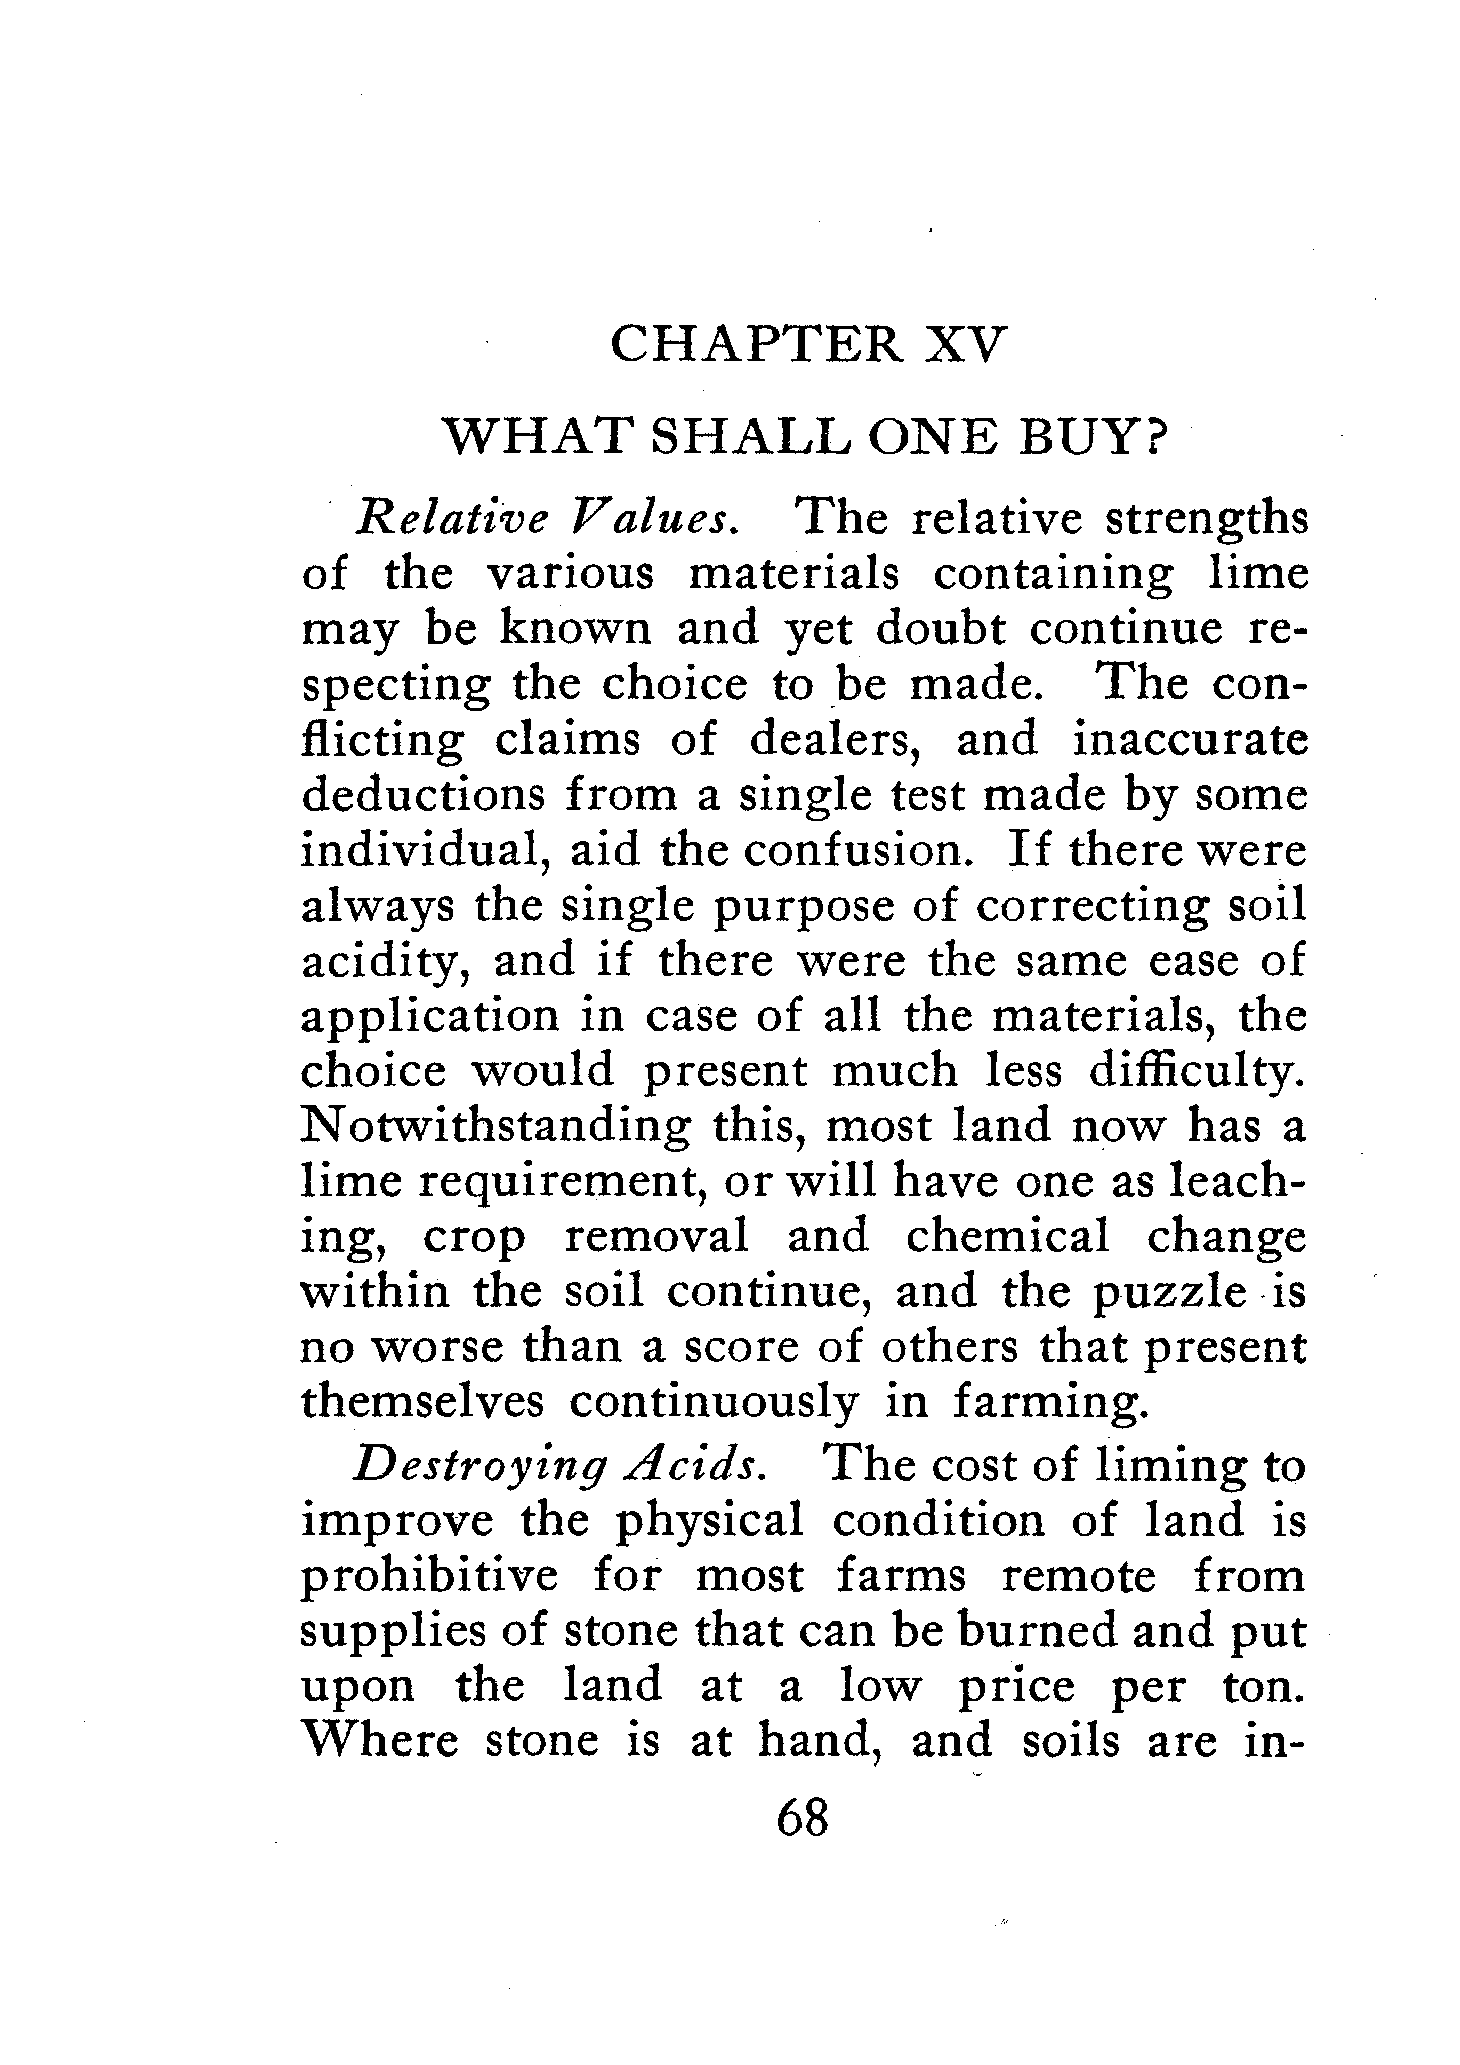 CHAPTER XV
WHAT SHALL ONE BUY?
Relative Values. The relative strengths
of the various materials containing lime
may be known and yet doubt continue re-
specting the choice to be made. The con-
flicting claims of dealers, and inaccurate
deductions from a single test made by some
individual, aid the confusion. If there were
always the single purpose of correcting soil
acidity, and if there were the same ease of
application in case of all the materials, the
choice would present much less difficulty.
Notwithstanding this, most land now has a
lime requirement, or will have one as leach-
ing, crop removal and chemical change
within the soil continue, and the puzzle is
no worse than a score of others that present
themselves continuously in farming.
Destroying Acids. The cost of liming to
improve the physical condition of land is
prohibitive for most farms remote from
supplies of stone that can be burned and put
upon the land at a low price per ton.
Where stone is at hand, and soils are in-
68